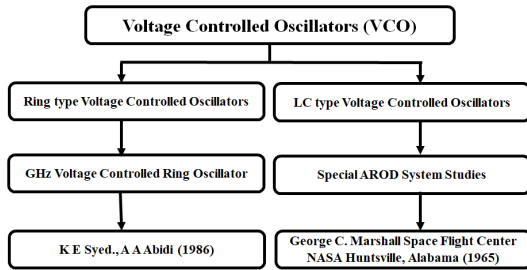 Voltage Controlled Oscillators (VCO)
Ring type Voltage Controlled Oscillators
LC type Voltage Controlled Oscillators
GHz Voltage Controlled Ring Oscillator
Special AROD System Studies
K E Syed., A A Abidi (1986)
George C. Marshall Space Flight Center
NASA Huntsville, Alabama (1965)